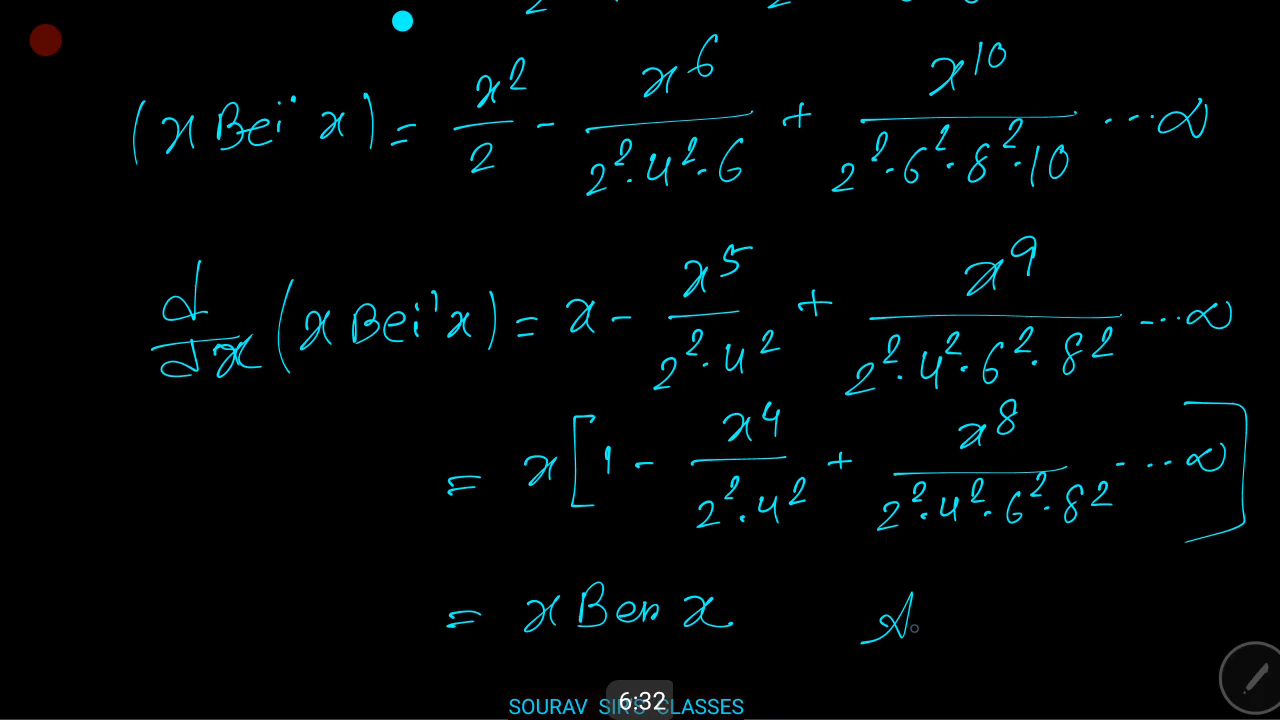 (x Bei' x) = x²/2 - x⁶/(2²·4²·6) + x¹⁰/(2²·6²·8²·10) ...∞
d/dx (x Bei' x) = x - x⁵/(2²·4²) + x⁹/(2²·4²·6²·8²) ...∞
= x[1 - x⁴/(2²·4²) + x⁸/(2²·4²·6²·8²) ...∞]
= x Ber x
6:32
SOURAV SIR'S CLASSES